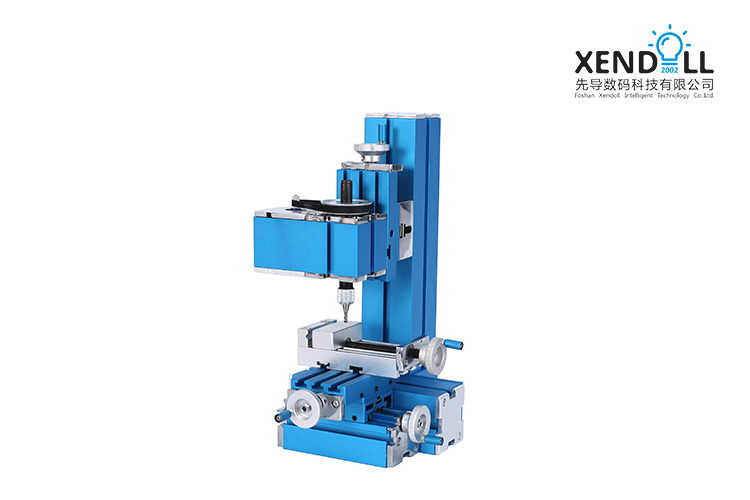 XENDOLL
2002
先导数码科技有限公司
Foshan Xendoll Intelligent Technology Co.,Ltd.